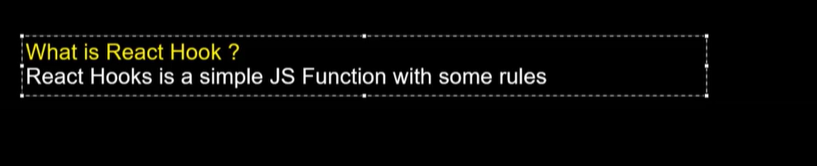 What is React Hook ?
React Hooks is a simple JS Function with some rules